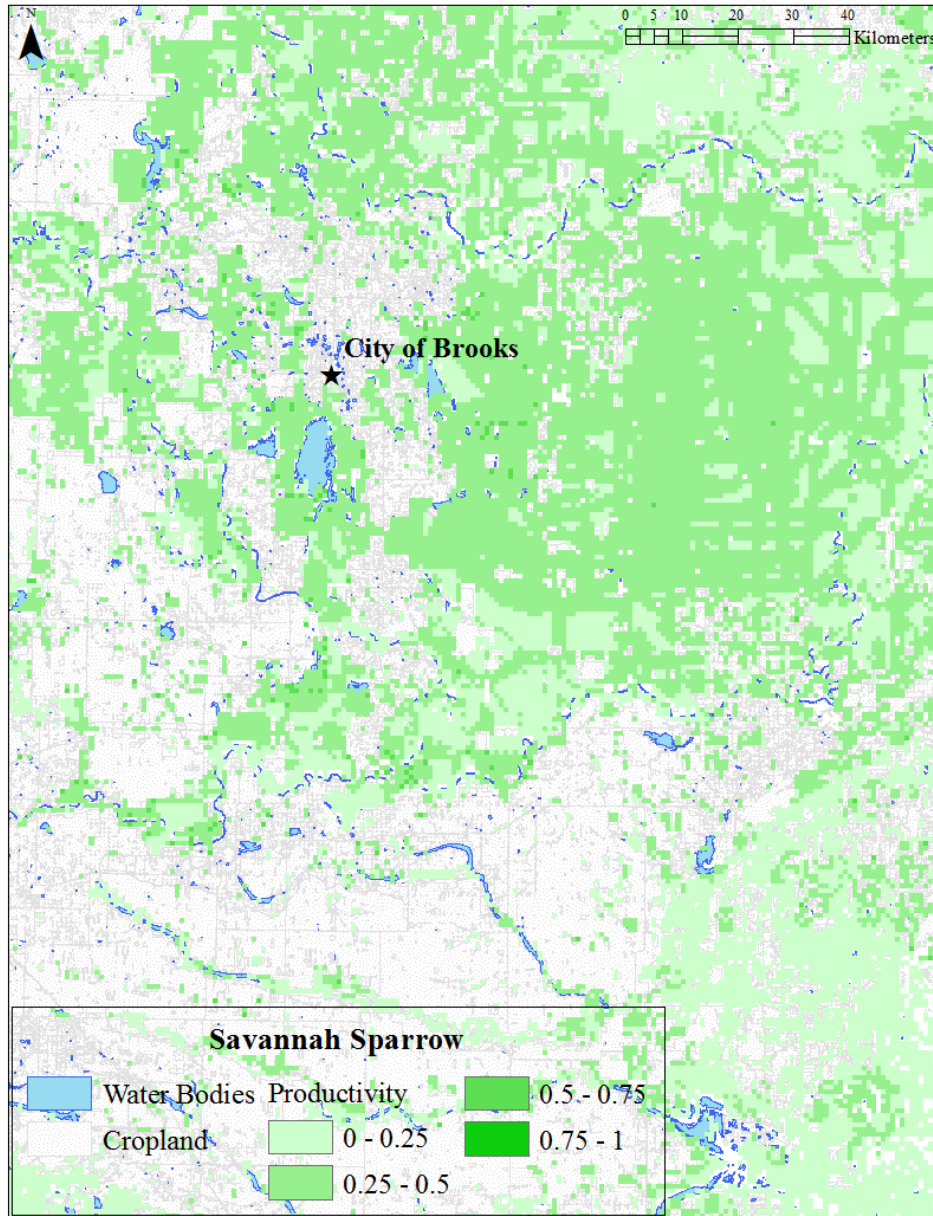 N
0 5 10 20 30 40
Kilometers
City of Brooks
Savannah Sparrow
Water Bodies Productivity 0.5 - 0.75
Cropland 0 - 0.25 0.75 - 1
0.25 - 0.5